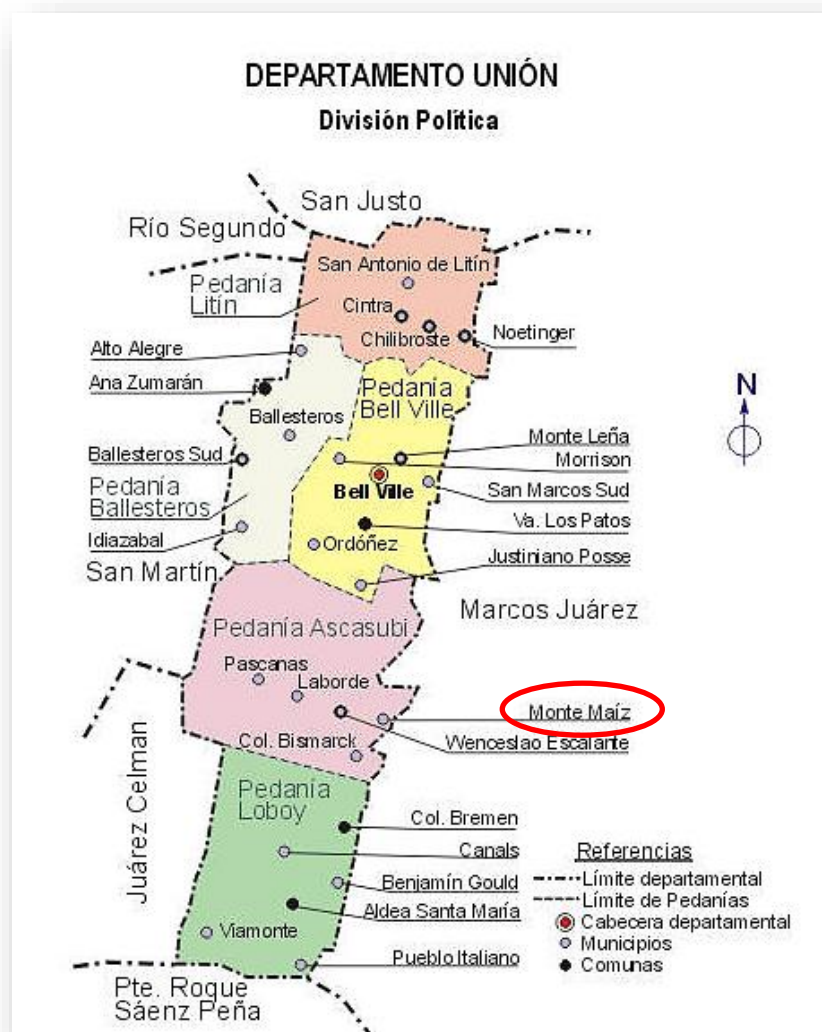 DEPARTAMENTO UNIÓN
División Política
San Justo
Río Segundo
San Antonio de Litín
Pedanía
Litín
Cintra
Chilibroste
Noetinger
Alto Alegre
Ana Zumarán
Pedanía
Bell Ville
N
Ballesteros
Monte Leña
Ballesteros Sud
Morrison
Pedanía
Ballesteros
Bell Ville
San Marcos Sud
Va. Los Patos
Idiazabal
Ordóñez
Justiniano Posse
San Martín
Marcos Juárez
Pedanía Ascasubi
Pascanas
Laborde
Monte Maíz
Col. Bismarck
Wenceslao Escalante
Juárez Celman
Pedanía
Loboy
Col. Bremen
Canals
Benjamín Gould
Aldea Santa María
Viamonte
Pueblo Italiano
Pte. Roque
Sáenz Peña
Referencias
Límite departamental
Límite de Pedanías
Cabecera departamental
Municipios
Comunas